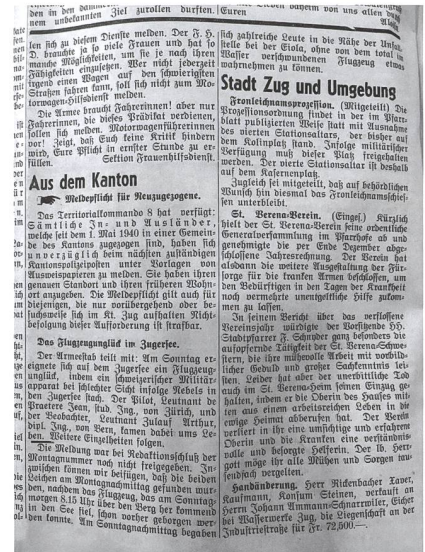 nem unbekannten Ziel zurollen durften.
len sich zu diesem Dienste melden. Der F. H.
D. braucht ja so viele Frauen und hat so
manche Möglichkeiten, um sie je nach ihren
Fähigkeiten einzusetzen. Wer nicht jederzeit
irgend einen Wagen auf den schwierigsten
Straßen fahren kann, soll sich nicht zum Mo-
torwagen-Hilfsdienst melden.
Die Armee braucht Fahrerinnen! aber nur
Fahrerinnen, die dieses Prädikat verdienen,
sollen sich melden. Motorwagenführerinnen
vor! Zeigt, daß Euch keine Kritik hindern
wird, Eure Pflicht in ernster Stunde zu er-
füllen.
Sektion Frauenhilfsdienst.
Aus dem Kanton
Meldepflicht für Neuzugezogene.
Das Territorialkommando 8 hat verfügt:
Sämtliche In- und Ausländer,
welche seit dem 1. Mai 1940 in einer Gemein-
de des Kantons zugezogen sind, haben sich
unverzüglich beim nächsten zuständigen
Kantonspolizeiposten unter Vorlagen von
Ausweispapieren zu melden. Sie haben ihren
genauen Standort und ihren früheren Wohn-
ort anzugeben. Die Meldepflicht gilt auch für
diejenigen, die nur vorübergehend oder be-
suchsweise sich im Kt. Zug aufhalten. Nicht-
befolgung dieser Aufforderung ist strafbar.
Das Flugzeugunglück im Zugersee.
Der Armeestab teilt mit: Am Sonntag er-
eignete sich auf dem Zugersee ein Flugzeug-
unglück, indem ein schweizerischer Militär-
apparat bei schlechter Sicht infolge Nebels in
den Zugersee stach. Der Pilot, Leutnant de
Praetere Jean, stud. Ing., von Zürich, und
der Beobachter, Leutnant Zulauf Arthur,
dipl. Ing., von Bern, kamen dabei ums Le-
ben. Weitere Einzelheiten folgen.
Die Meldung war bei Redaktionsschluß der
Montagnummer noch nicht freigegeben. In-
zwischen können wir beifügen, daß die beiden
Leichen am Montagnachmittag gefunden wur-
den, nachdem das Flugzeug, das am Sonntag-
morgen 8.15 Uhr über den Berg her kommend
in den See fiel, schon vorher geborgen wer-
den konnte. Am Sonntagnachmittag begaben
Euren
sich zahlreiche Leute in die Nähe der Unfall-
stelle bei der Eiola, ohne von dem total im
Wasser verschwundenen Flugzeug etwas
wahrnehmen zu können.
Stadt Zug und Umgebung
Fronleichnamsprozession. (Mitgeteilt) Die
Prozessionsordnung findet in der im Pfarr-
blatt publizierten Weise statt mit Ausnahme
des vierten Stationsaltars, der bisher auf
dem Kolinplatz stand. Infolge militärischer
Verfügung muß dieser Platz freigehalten
werden. Der vierte Stationsaltar ist deshalb
auf dem Kasernenplatz.
Zugleich sei mitgeteilt, daß auf behördlichen
Wunsch hin diesmal das Fronleichnamschies-
sen unterbleibt.
St. Verena-Verein. (Einges.) Kürzlich
hielt der St. Verena-Verein seine ordentliche
Generalversammlung im Pfarrhofe ab und
genehmigte die per Ende Dezember abge-
schlossene Jahresrechnung. Der Verein hat
alsdann die weitere Ausgestaltung der Für-
sorge für die kranken Armen beschlossen, um
den Bedürftigen in den Tagen der Krankheit
noch vermehrte unentgeltliche Hilfe zukom-
men zu lassen.
In seinem Bericht über das verflossene
Vereinsjahr würdigte der Vorsitzende HH.
Stadtpfarrer F. Schnyder ganz besonders die
aufopfernde Tätigkeit der St. Verena-Schwe-
stern, die ihre mühevolle Arbeit mit vorbild-
licher Geduld und großer Sachkenntnis lei-
sten. Leider hat aber der unerbittliche Tod
auch im St. Verena-Heim seinen Einzug ge-
halten, indem er die Oberin des Hauses mit-
ten aus einem arbeitsreichen Leben in die
ewige Heimat abberufen hat. Der Verein
verliert in ihr eine umsichtige und erfahrene
Oberin und die Kranken eine verständnis-
volle und besorgte Helferin. Der lb. Herr-
gott möge ihr alle Mühen und Sorgen tau-
sendfach vergelten.
Handänderung. Herr Rickenbacher Xaver,
Kaufmann, Konsum Steinen, verkauft an
Herrn Johann Ammann-Schnarrwiler, Eicher
bei Wasserwerke Zug, die Liegenschaft an der
Industriestraße für Fr. 72,500.—.